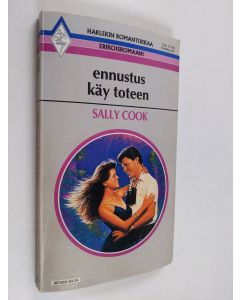 HARLEKIN ROMANTIIKKAA
ERIKOISROMAANI
ennustus
käy toteen
SALLY COOK